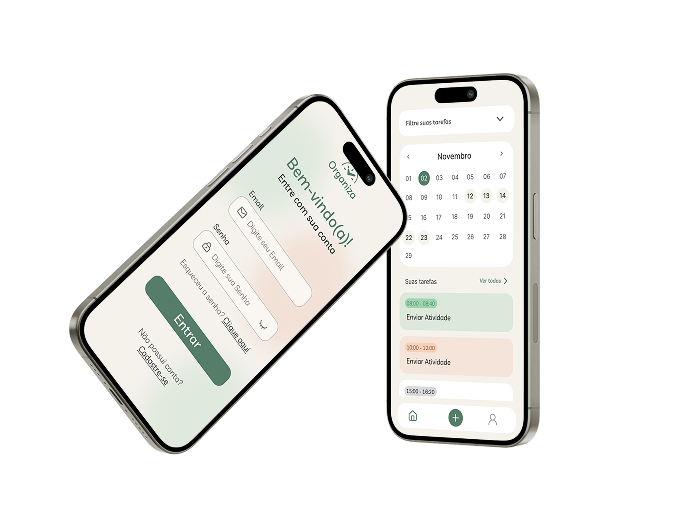 Organiza
Bem-vindo(a)!
Entre com sua conta
Email
Digite seu Email
Senha
Digite sua Senha
Esqueceu a senha? Clique aqui
Entrar
Não possui conta?
Cadastre-se
Filtre suas tarefas
Novembro
01 02 03 04 05 06 07
08 09 10 11 12 13 14
15 16 17 18 19 20 21
22 23 24 25 26 27 28
29
Suas tarefas Ver todos
08:00 - 08:40
Enviar Atividade
10:00 - 12:00
Enviar Atividade
15:00 - 16:20